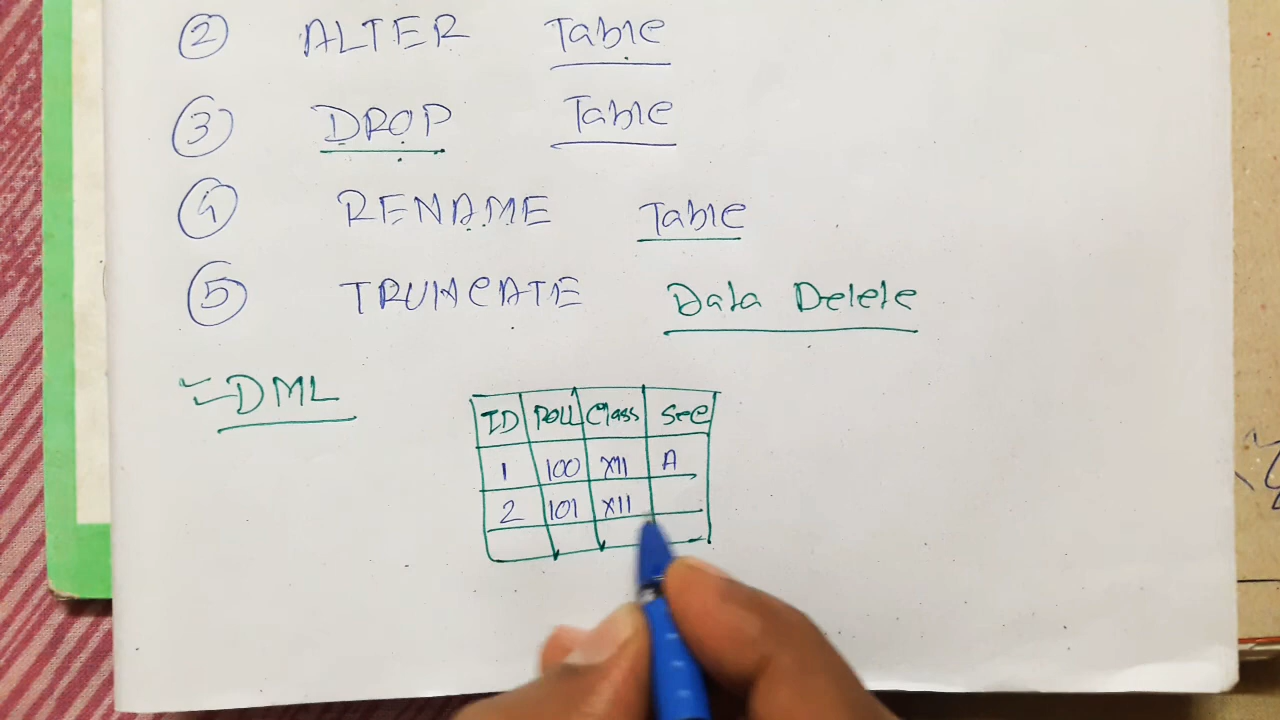 ② ALTER Table
③ DROP Table
④ RENAME Table
⑤ TRUNCATE Data Delete
DML
ID ROLL Class Sec
1 100 XII A
2 101 XII